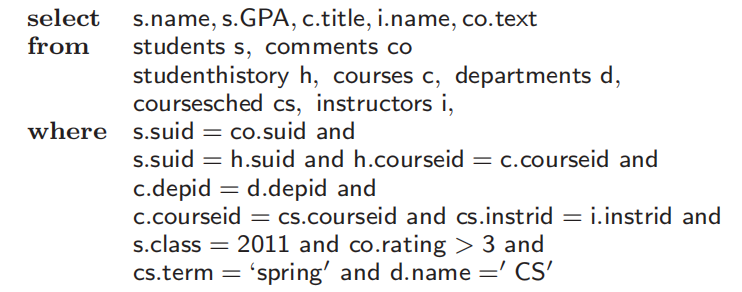 select s.name, s.GPA, c.title, i.name, co.text
from students s, comments co
studenthistory h, courses c, departments d,
coursesched cs, instructors i,
where s.suid = co.suid and
s.suid = h.suid and h.courseid = c.courseid and
c.depid = d.depid and
c.courseid = cs.courseid and cs.instrid = i.instrid and
s.class = 2011 and co.rating > 3 and
cs.term = ‘spring′ and d.name =′ CS′